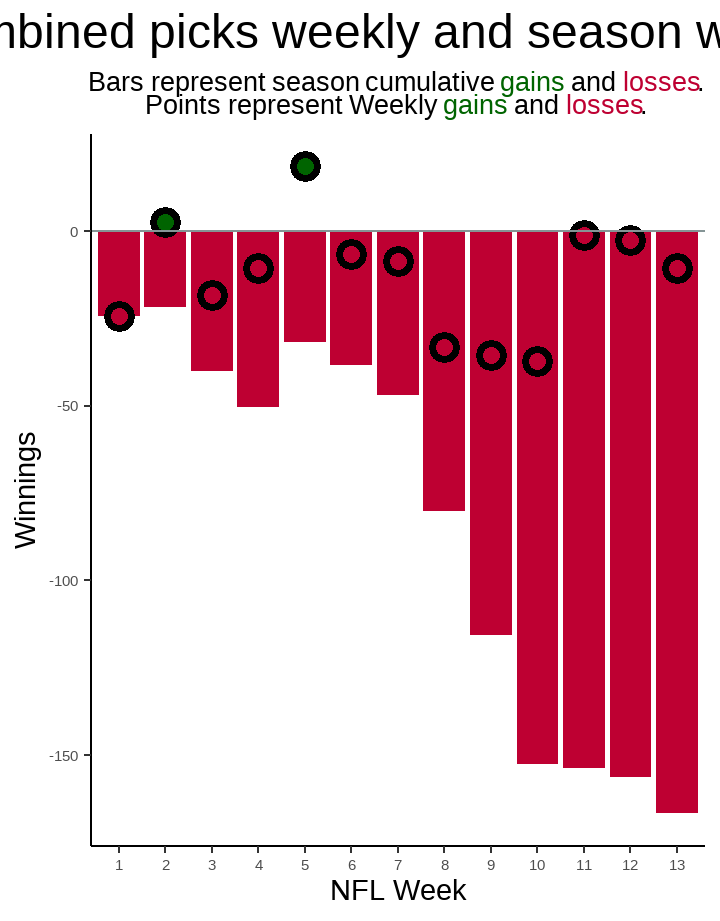 mbined picks weekly and season w
Bars represent season cumulative gains and losses.
Points represent Weekly gains and losses.
0
-50
-100
-150
Winnings
1 2 3 4 5 6 7 8 9 10 11 12 13
NFL Week